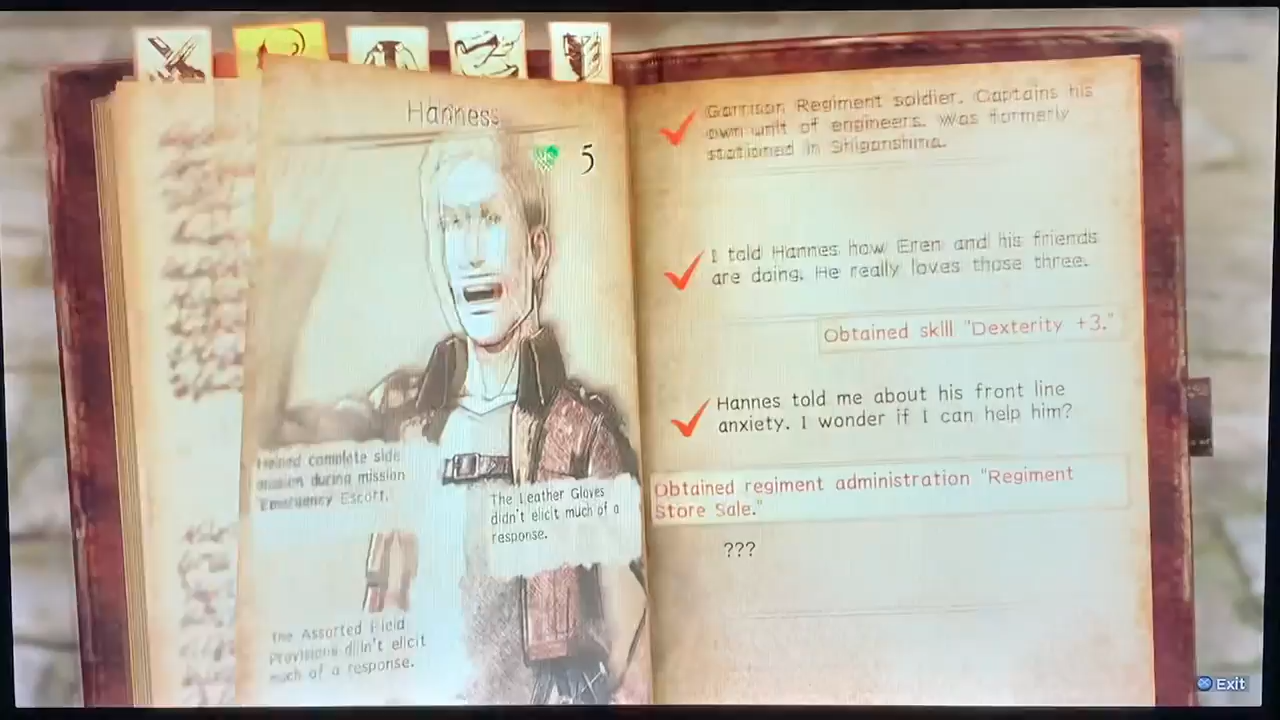 Hanness
5
Helped complete side
mission during mission
"Emergency Escort."
The Leather Gloves
didn't elicit much of a
response.
The Assorted Field
Provisions didn't elicit
much of a response.
Garrison Regiment soldier. Captains his
own unit of engineers. Was formerly
stationed in Shiganshina.
I told Hannes how Eren and his friends
are doing. He really loves those three.
Obtained skill "Dexterity +3."
Hannes told me about his front line
anxiety. I wonder if I can help him?
Obtained regiment administration "Regiment
Store Sale."
???
Exit